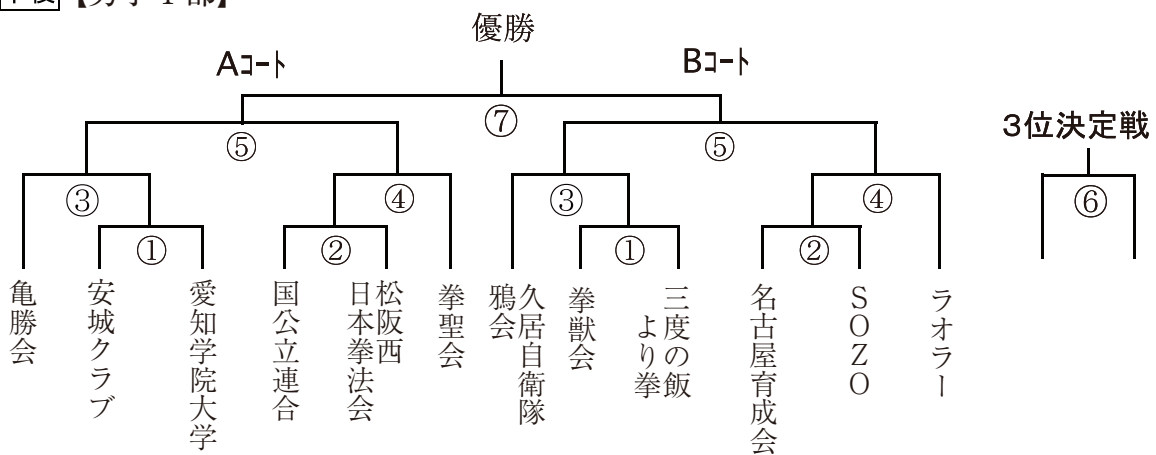 【男子1部】
優勝
Aコート
Bコート
⑦
⑤
⑤
3位決定戦
③
④
③
④
⑥
①
②
①
②
亀勝会
安城クラブ
愛知学院大学
国公立連合
松阪西
日本拳法会
拳聖会
久居自衛隊
鴉会
拳獣会
三度の飯
より拳
名古屋育成会
SOZO
ラオラー